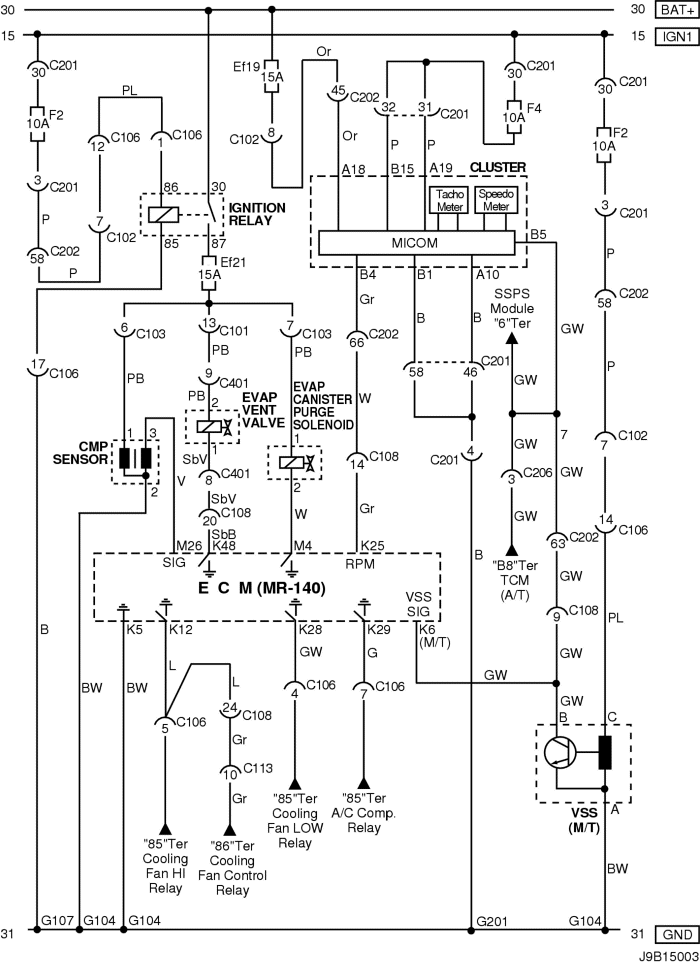 30 30 BAT+
15 15 IGN1
30 C201
F2
10A
3 C201
P
58 C202
P
PL
12 C106
7 C102
1 C106
86 30
IGNITION
RELAY
85 87
Ef21
15A
Ef19
15A
C102 8
Or
45 C202
Or
32 31 C201
P P
30 C201
F4
10A
30 C201
F2
10A
3 C201
P
58 C202
P
7 C102
14 C106
PL
A18 B15 A19 CLUSTER
Tacho
Meter
Speedo
Meter
MICOM
B5
B4 B1 A10
Gr
66 C202
W
14 C108
Gr
B B
58 46 C201
C201 4
B
SSPS
Module
"6"Ter
GW
GW
GW
7
GW
3 C206
GW
"B8"Ter
TCM
(A/T)
63 C202
GW
9 C108
GW
GW
17 C106
6 C103
PB
13 C101
PB
9 C401
PB 2
7 C103
PB
EVAP
VENT
VALVE
1
SbV
8 C401
SbV
20 C108
SbB
EVAP
CANISTER
PURGE
SOLENOID
1
2
W
CMP
SENSOR
1 3
2
V
M26 K48 M4 K25
SIG RPM
E C M (MR-140)
VSS
SIG
K5 K12 K28 K29 K6
(M/T)
B
BW
BW
L
L
5 C106
24 C108
Gr
10 C113
Gr
GW
4 C106
G
7 C106
GW
"85"Ter
Cooling
Fan HI
Relay
"86"Ter
Cooling
Fan Control
Relay
"85"Ter
Cooling
Fan LOW
Relay
"85"Ter
A/C Comp.
Relay
B C
VSS
(M/T)
A
BW
G107 G104 G104 G201 G104
31 31 GND
J9B15003